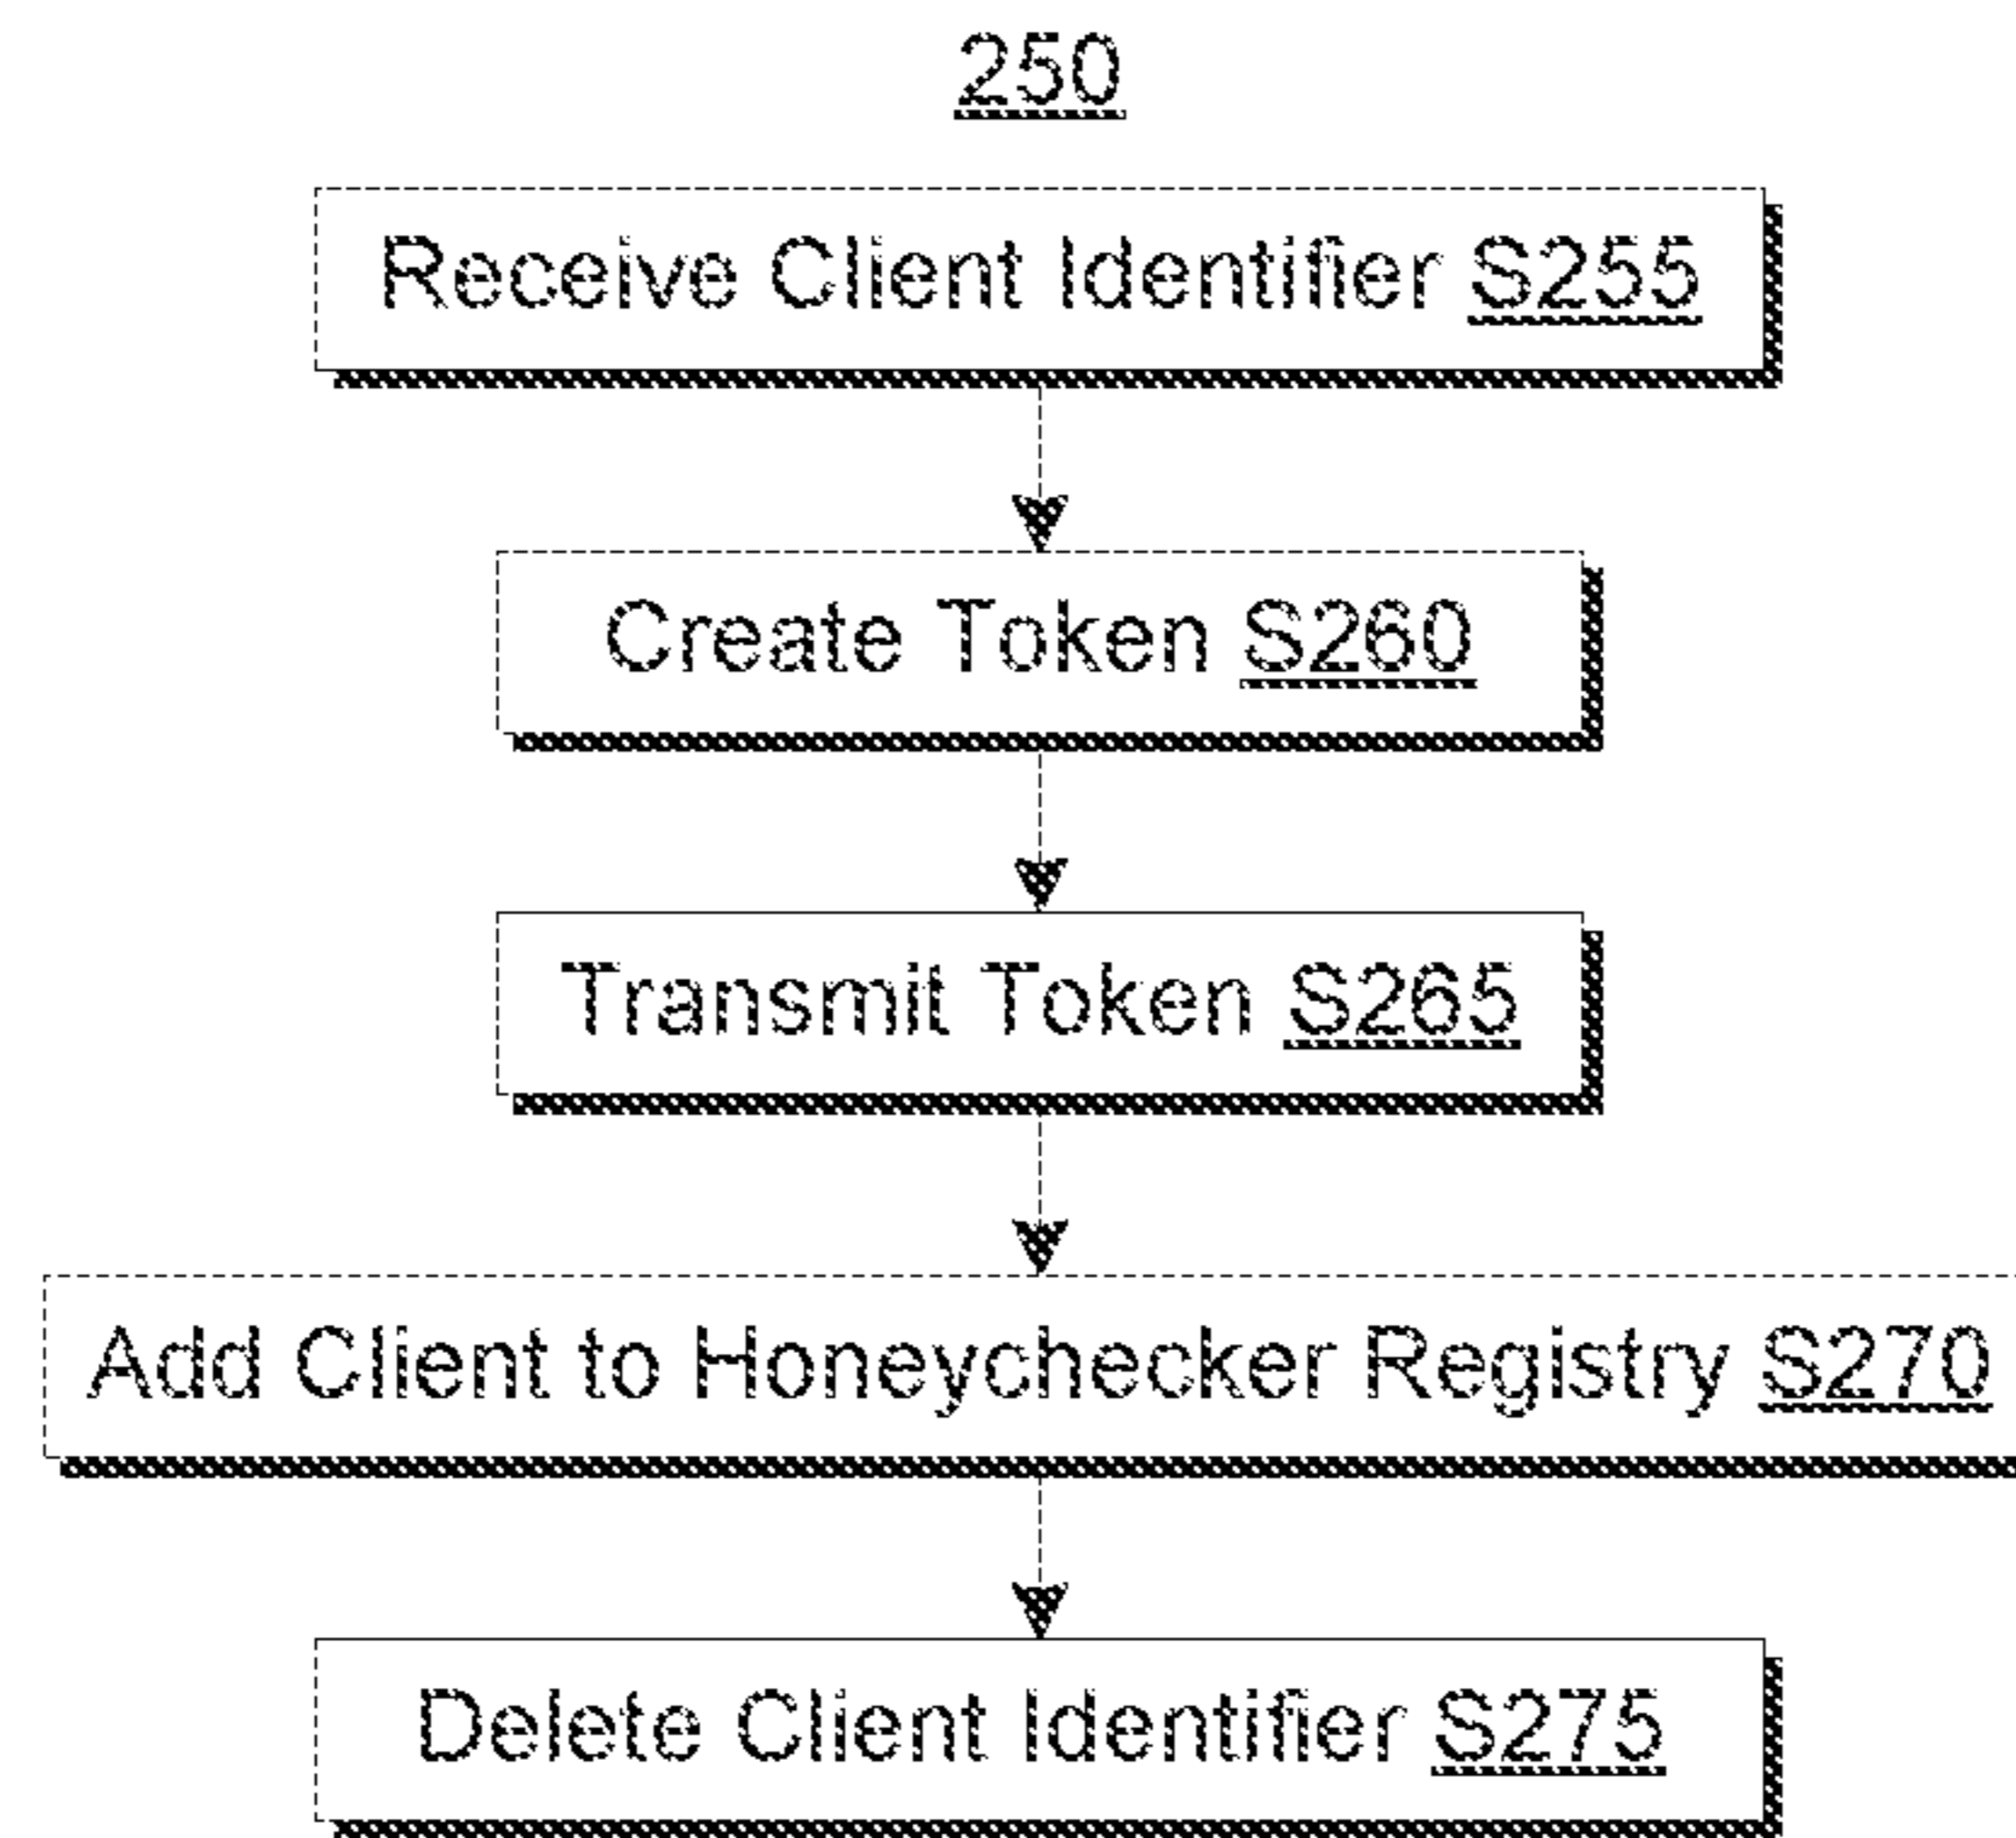 250
Receive Client Identifier S255
Create Token S260
Transmit Token S265
Add Client to Honeychecker Registry S270
Delete Client Identifier S275